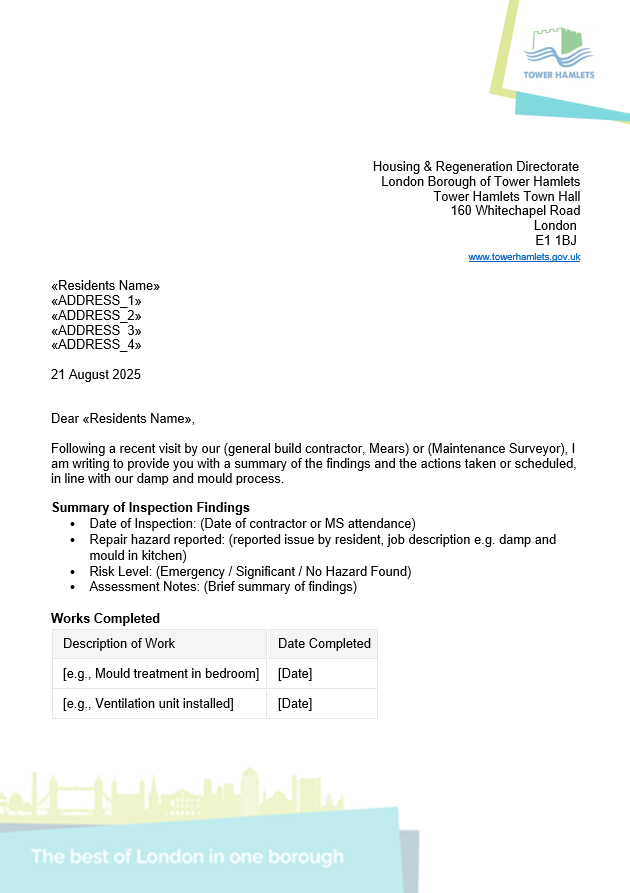 TOWER HAMLETS
Housing & Regeneration Directorate
London Borough of Tower Hamlets
Tower Hamlets Town Hall
160 Whitechapel Road
London
E1 1BJ
www.towerhamlets.gov.uk
«Residents Name»
«ADDRESS_1»
«ADDRESS_2»
«ADDRESS_3»
«ADDRESS_4»
21 August 2025
Dear «Residents Name»,
Following a recent visit by our (general build contractor, Mears) or (Maintenance Surveyor), I
am writing to provide you with a summary of the findings and the actions taken or scheduled,
in line with our damp and mould process.
Summary of Inspection Findings
• Date of Inspection: (Date of contractor or MS attendance)
• Repair hazard reported: (reported issue by resident, job description e.g. damp and
mould in kitchen)
• Risk Level: (Emergency / Significant / No Hazard Found)
• Assessment Notes: (Brief summary of findings)
Works Completed
Description of Work Date Completed
[e.g., Mould treatment in bedroom] [Date]
[e.g., Ventilation unit installed] [Date]
The best of London in one borough